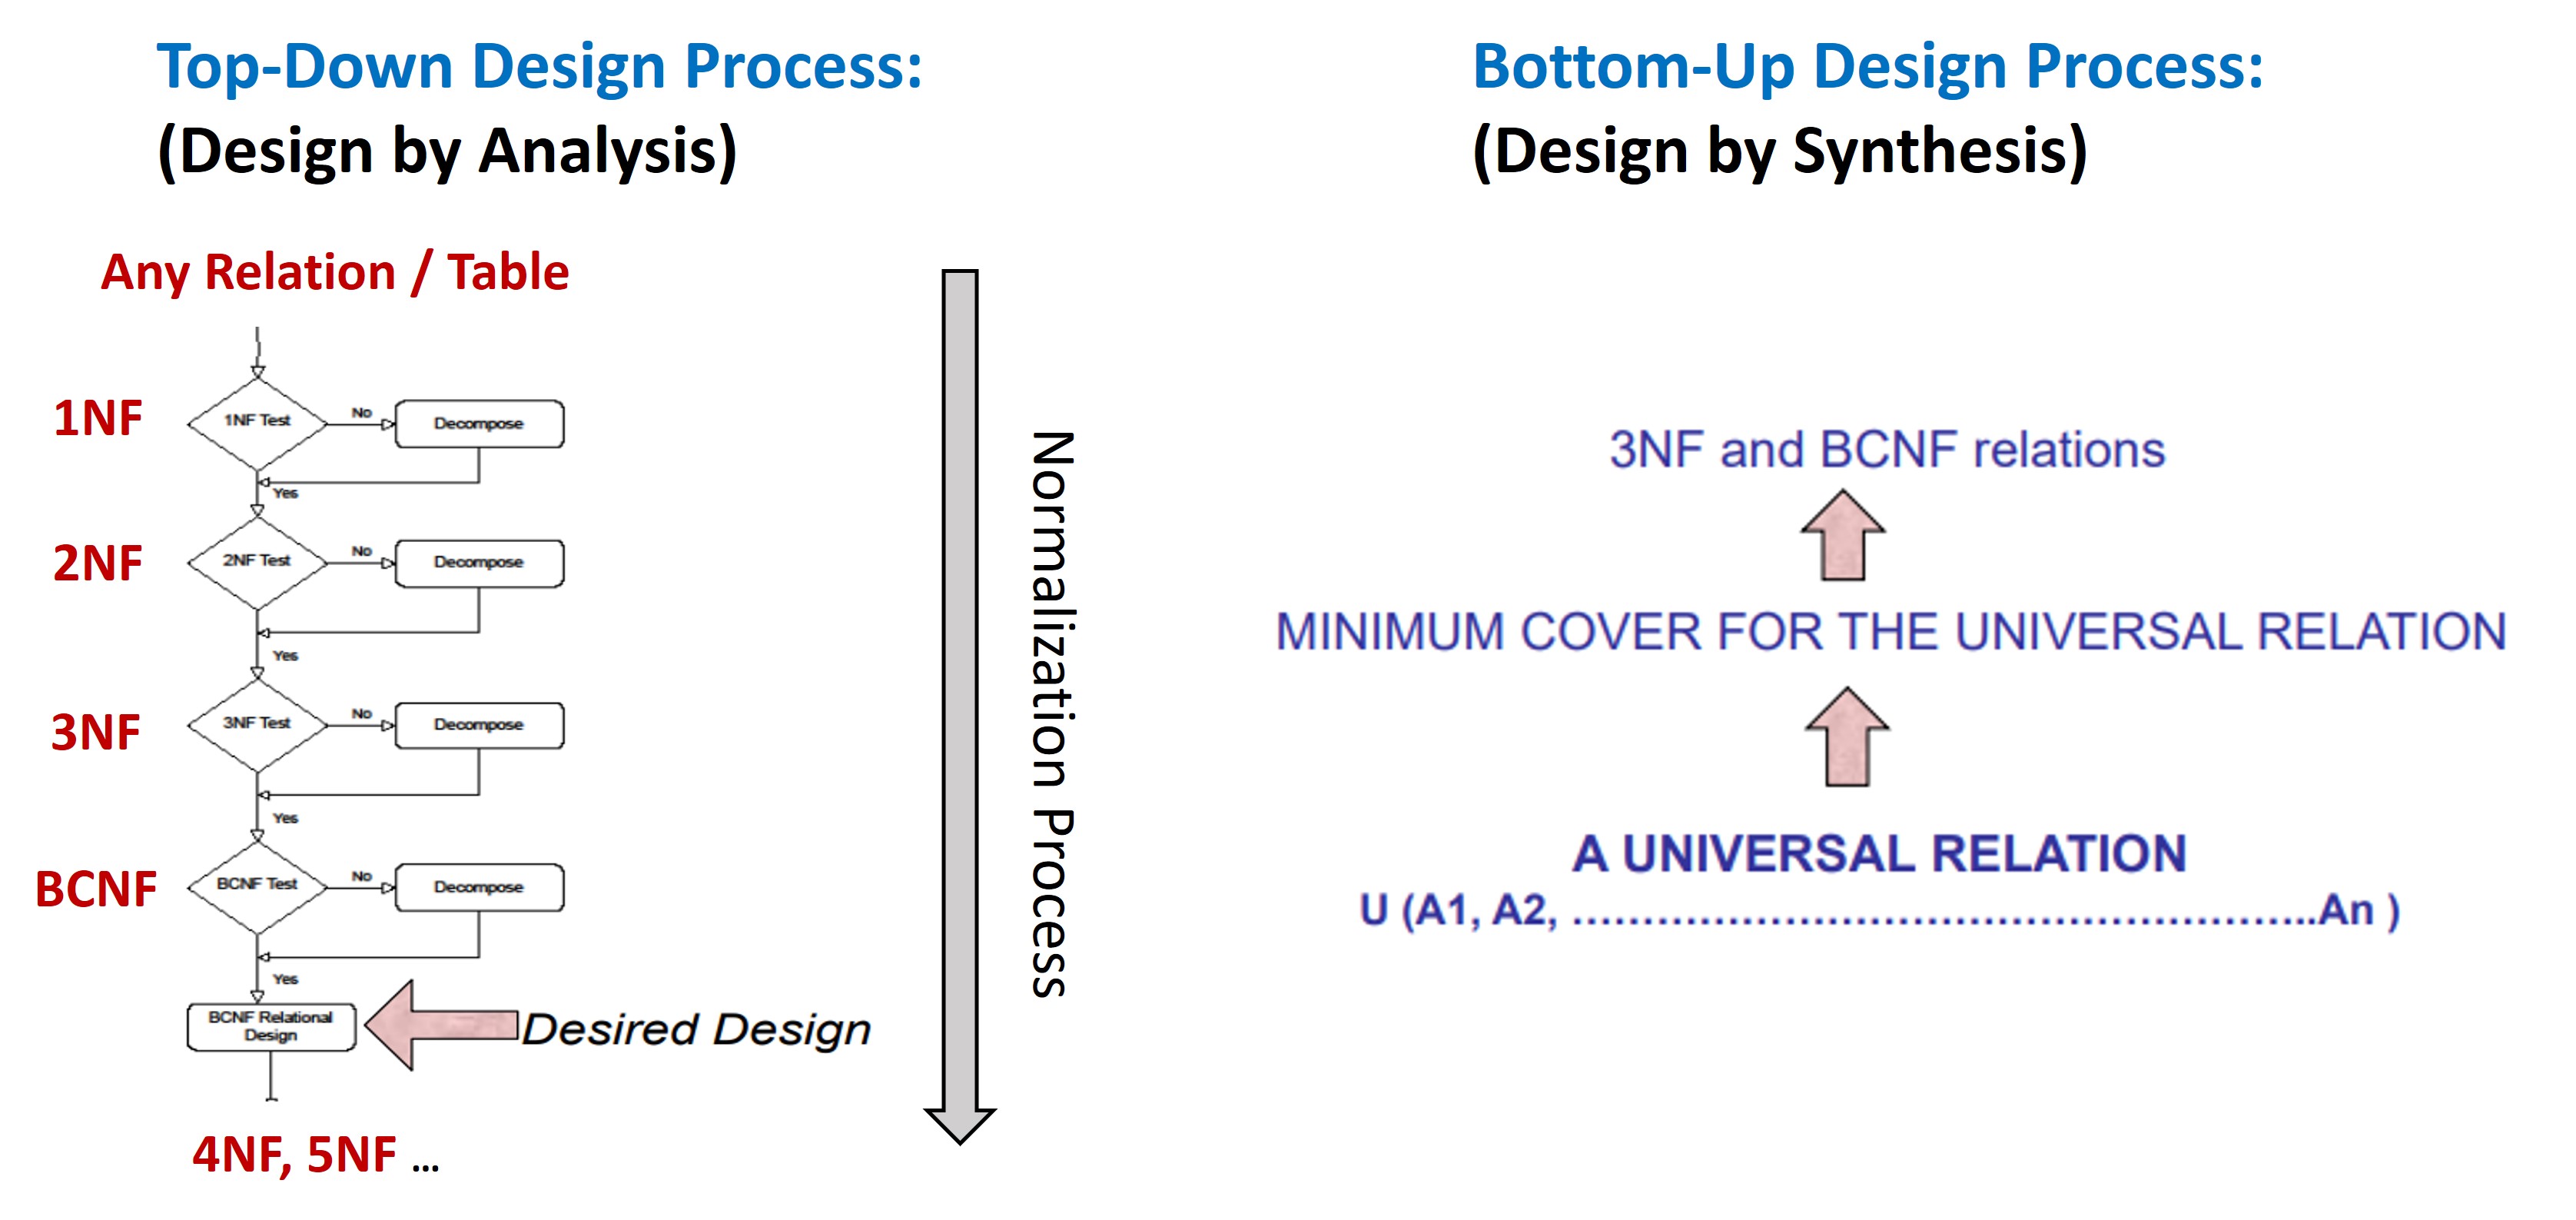 Top-Down Design Process:
(Design by Analysis)
Any Relation / Table
1NF
1NF Test
No
Decompose
Yes
2NF
2NF Test
No
Decompose
Yes
3NF
3NF Test
No
Decompose
Yes
BCNF
BCNF Test
No
Decompose
Yes
BCNF Relational
Design
Desired Design
4NF, 5NF ...
Normalization Process
Bottom-Up Design Process:
(Design by Synthesis)
3NF and BCNF relations
MINIMUM COVER FOR THE UNIVERSAL RELATION
A UNIVERSAL RELATION
U (A1, A2, ……………………………………………..An )